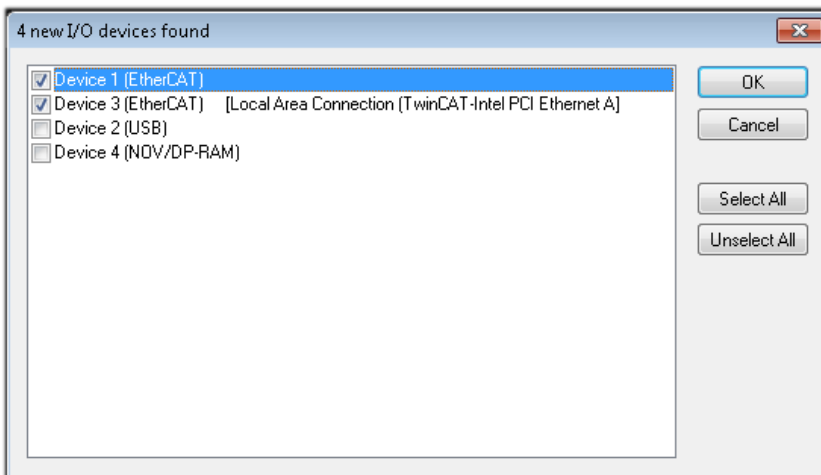 4 new I/O devices found
Device 1 (EtherCAT)
Device 3 (EtherCAT) [Local Area Connection (TwinCAT-Intel PCI Ethernet A]
Device 2 (USB)
Device 4 (NOV/DP-RAM)
OK
Cancel
Select All
Unselect All